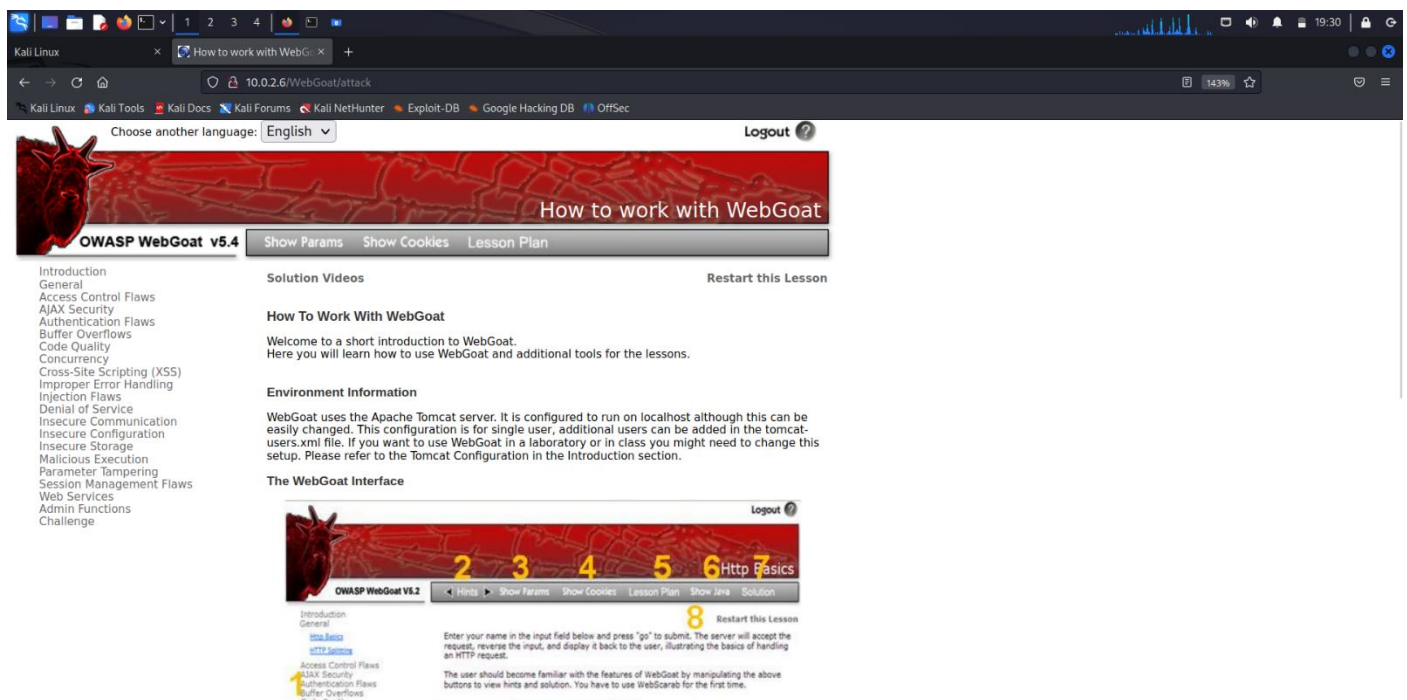 1 2 3 4
19:30
Kali Linux
How to work with WebG
10.0.2.6/WebGoat/attack
143%
Kali Linux Kali Tools Kali Docs Kali Forums Kali NetHunter Exploit-DB Google Hacking DB OffSec
Choose another language: English
Logout ?
How to work with WebGoat
OWASP WebGoat v5.4
Show Params Show Cookies Lesson Plan
Introduction
General
Access Control Flaws
AJAX Security
Authentication Flaws
Buffer Overflows
Code Quality
Concurrency
Cross-Site Scripting (XSS)
Improper Error Handling
Injection Flaws
Denial of Service
Insecure Communication
Insecure Configuration
Insecure Storage
Malicious Execution
Parameter Tampering
Session Management Flaws
Web Services
Admin Functions
Challenge
Solution Videos
Restart this Lesson
How To Work With WebGoat
Welcome to a short introduction to WebGoat.
Here you will learn how to use WebGoat and additional tools for the lessons.
Environment Information
WebGoat uses the Apache Tomcat server. It is configured to run on localhost although this can be
easily changed. This configuration is for single user, additional users can be added in the tomcat-
users.xml file. If you want to use WebGoat in a laboratory or in class you might need to change this
setup. Please refer to the Tomcat Configuration in the Introduction section.
The WebGoat Interface
Logout ?
2 3 4 5 6 7
Http Basics
OWASP WebGoat V5.2
Hints Show Params Show Cookies Lesson Plan Show Java Solution
8
Restart this Lesson
Introduction
General
Http Basics
HTTP Splitting
Access Control Flaws
AJAX Security
1
Authentication Flaws
Buffer Overflows
Enter your name in the input field below and press "go" to submit. The server will accept the
request, reverse the input, and display it back to the user, illustrating the basics of handling
an HTTP request.
The user should become familiar with the features of WebGoat by manipulating the above
buttons to view hints and solution. You have to use WebScarab for the first time.